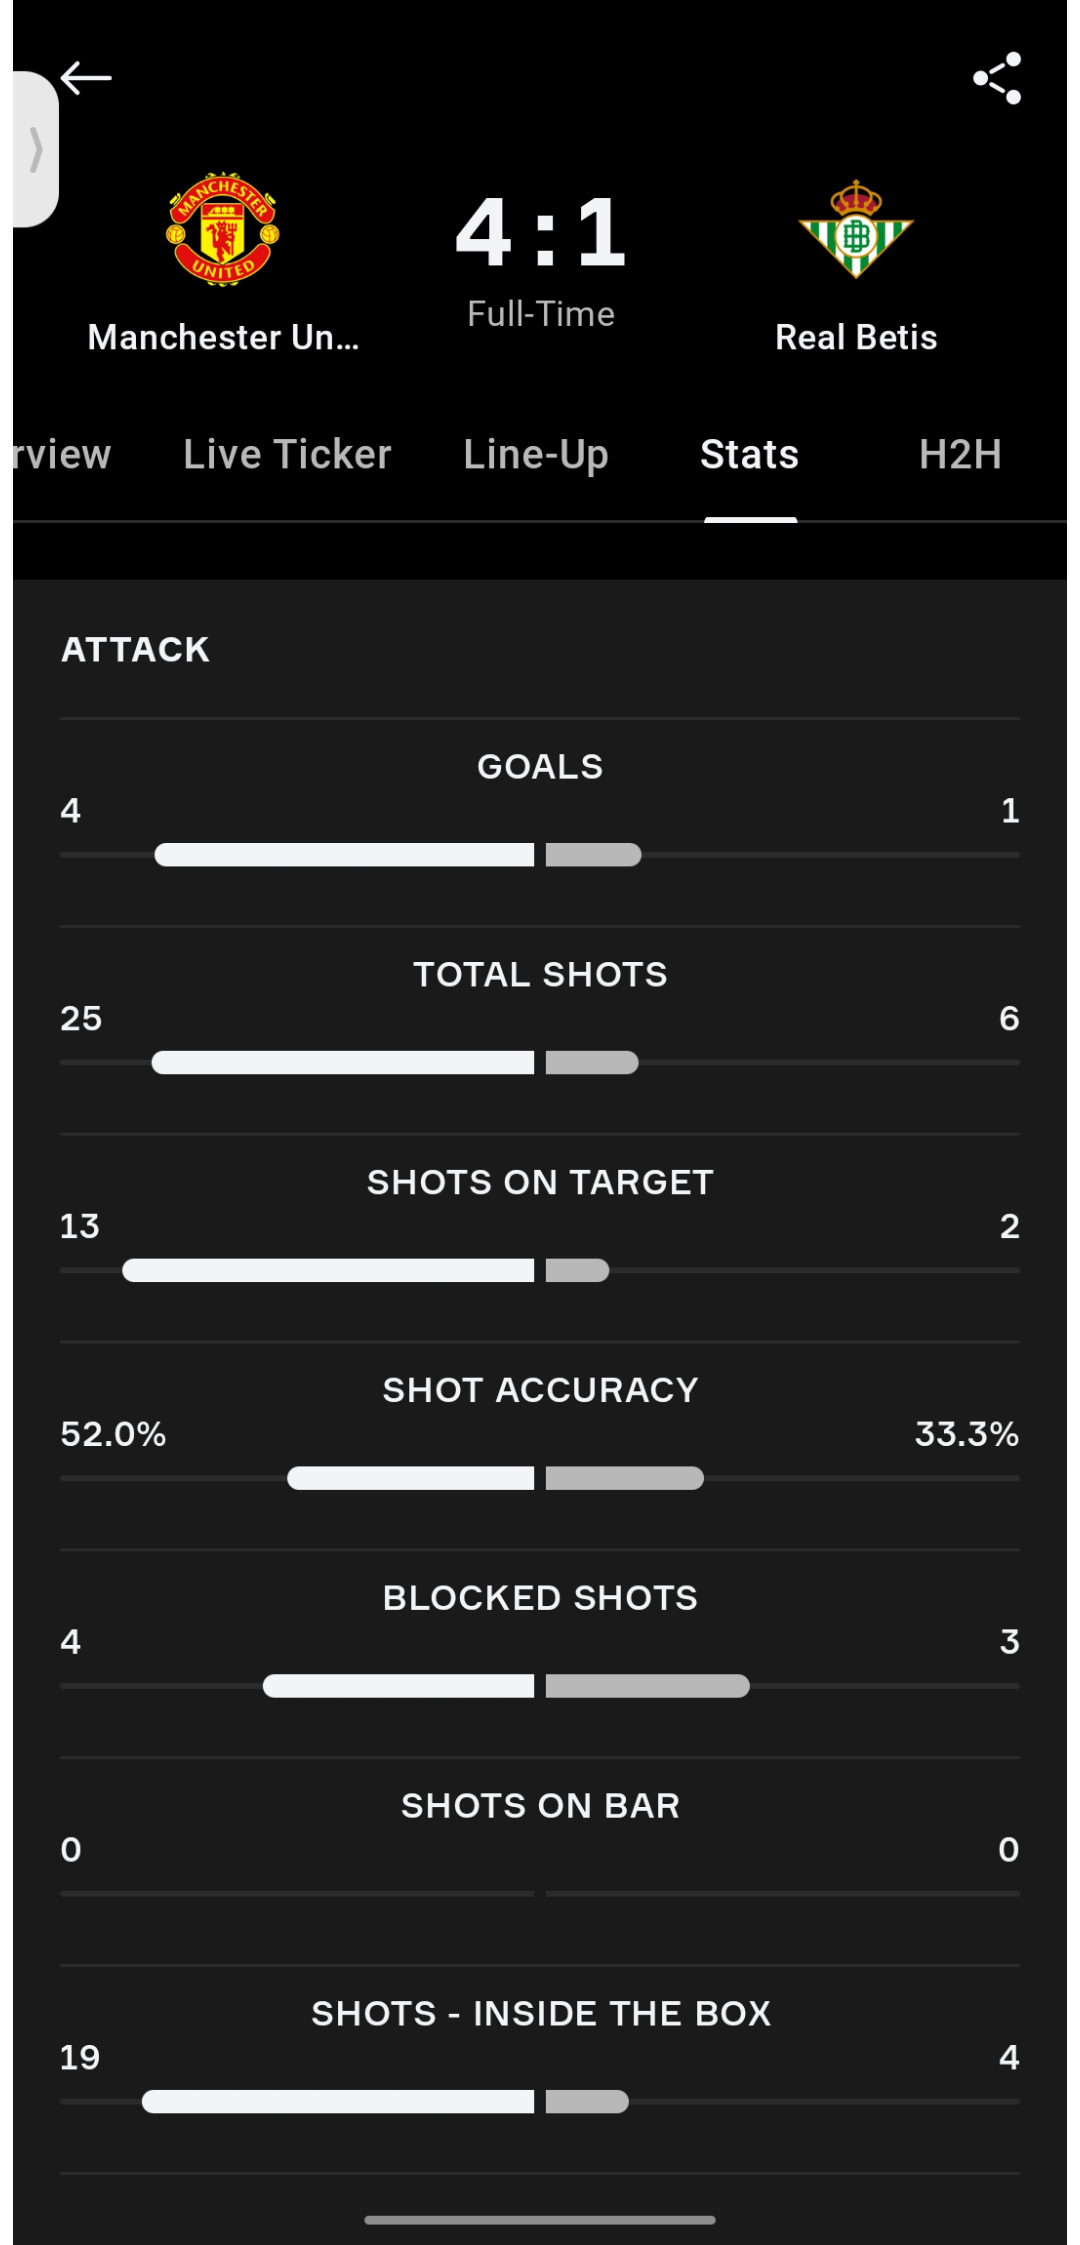 MANCHESTER
UNITED
4:1
Full-Time
Manchester Un...
Real Betis
rview
Live Ticker
Line-Up
Stats
H2H
ATTACK
GOALS
4 1
TOTAL SHOTS
25 6
SHOTS ON TARGET
13 2
SHOT ACCURACY
52.0% 33.3%
BLOCKED SHOTS
4 3
SHOTS ON BAR
0 0
SHOTS - INSIDE THE BOX
19 4